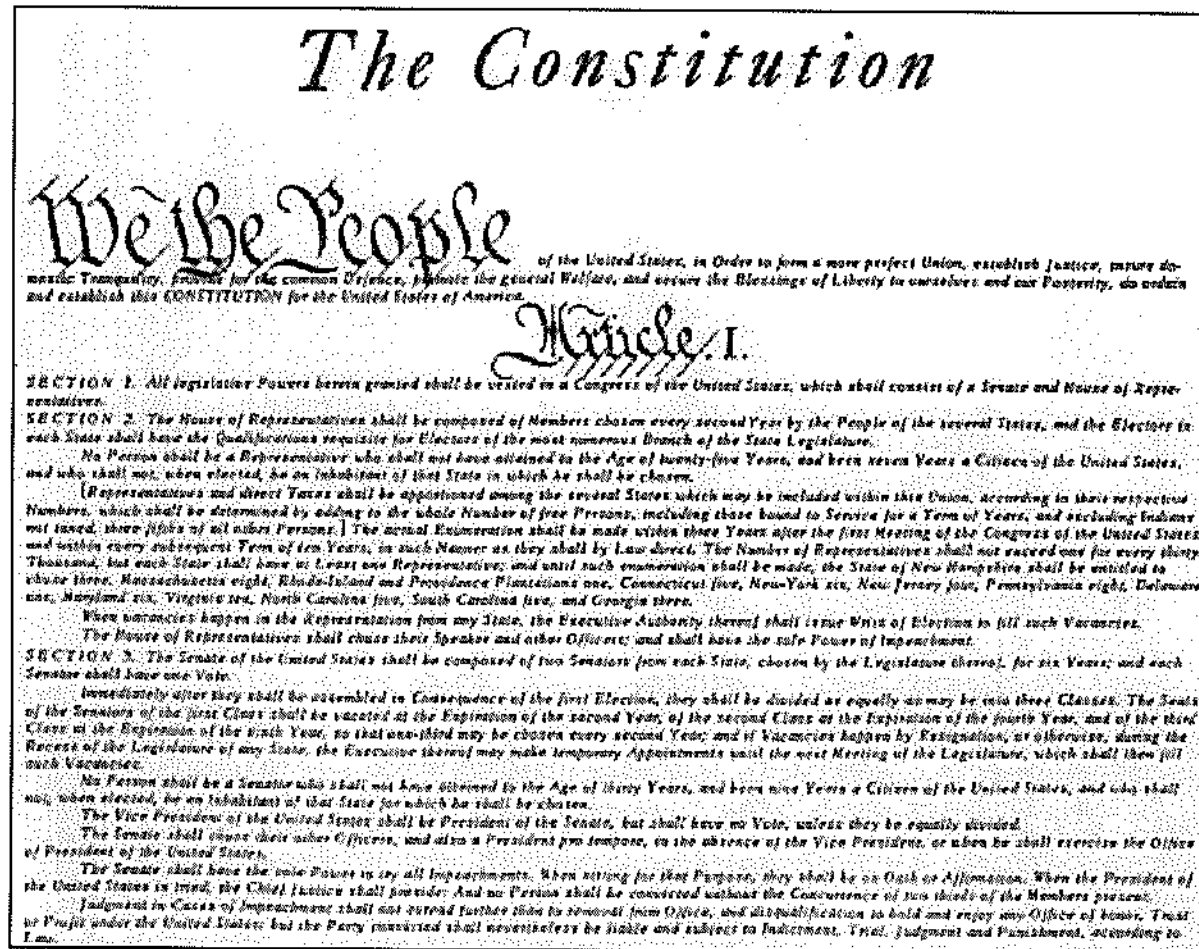 The Constitution
We the People
of the United States, in Order to form a more perfect Union, establish Justice, insure do-
mestic Tranquility, provide for the common Defence, promote the general Welfare, and secure the Blessings of Liberty to ourselves and our Posterity, do ordain
and establish this CONSTITUTION for the United States of America.
Article. I.
SECTION 1. All legislative Powers herein granted shall be vested in a Congress of the United States, which shall consist of a Senate and House of Repre-
sentatives.
SECTION 2. The House of Representatives shall be composed of Members chosen every second Year by the People of the several States, and the Electors in
each State shall have the Qualifications requisite for Electors of the most numerous Branch of the State Legislature.
No Person shall be a Representative who shall not have attained to the Age of twenty-five Years, and been seven Years a Citizen of the United States,
and who shall not, when elected, be an Inhabitant of that State in which he shall be chosen.
[Representatives and direct Taxes shall be apportioned among the several States which may be included within this Union, according to their respective
Numbers, which shall be determined by adding to the whole Number of free Persons, including those bound to Service for a Term of Years, and excluding Indians
not taxed, three fifths of all other Persons.] The actual Enumeration shall be made within three Years after the first Meeting of the Congress of the United States
and within every subsequent Term of ten Years, in such Manner as they shall by Law direct. The Number of Representatives shall not exceed one for every thirty
Thousand, but each State shall have at Least one Representative; and until such enumeration shall be made, the State of New Hampshire shall be entitled to
chuse three, Massachusetts eight, Rhode-Island and Providence Plantations one, Connecticut five, New-York six, New Jersey four, Pennsylvania eight, Delaware
one, Maryland six, Virginia ten, North Carolina five, South Carolina five, and Georgia three.
When vacancies happen in the Representation from any State, the Executive Authority thereof shall issue Writs of Election to fill such Vacancies.
The House of Representatives shall chuse their Speaker and other Officers; and shall have the sole Power of Impeachment.
SECTION 3. The Senate of the United States shall be composed of two Senators from each State, chosen by the Legislature thereof, for six Years; and each
Senator shall have one Vote.
Immediately after they shall be assembled in Consequence of the first Election, they shall be divided as equally as may be into three Classes. The Seats
of the Senators of the first Class shall be vacated at the Expiration of the second Year, of the second Class at the Expiration of the fourth Year, and of the third
Class at the Expiration of the sixth Year, so that one-third may be chosen every second Year; and if Vacancies happen by Resignation, or otherwise, during the
Recess of the Legislature of any State, the Executive thereof may make temporary Appointments until the next Meeting of the Legislature, which shall then fill
such Vacancies.
No Person shall be a Senator who shall not have attained to the Age of thirty Years, and been nine Years a Citizen of the United States, and who shall
not, when elected, be an Inhabitant of that State for which he shall be chosen.
The Vice President of the United States shall be President of the Senate, but shall have no Vote, unless they be equally divided.
The Senate shall chuse their other Officers, and also a President pro tempore, in the absence of the Vice President, or when he shall exercise the Office
of President of the United States.
The Senate shall have the sole Power to try all Impeachments. When sitting for that Purpose, they shall be on Oath or Affirmation. When the President of
the United States is tried, the Chief Justice shall preside: And no Person shall be convicted without the Concurrence of two thirds of the Members present.
Judgment in Cases of Impeachment shall not extend further than to removal from Office, and disqualification to hold and enjoy any Office of honor, Trust
or Profit under the United States: but the Party convicted shall nevertheless be liable and subject to Indictment, Trial, Judgment and Punishment, according to
Law.